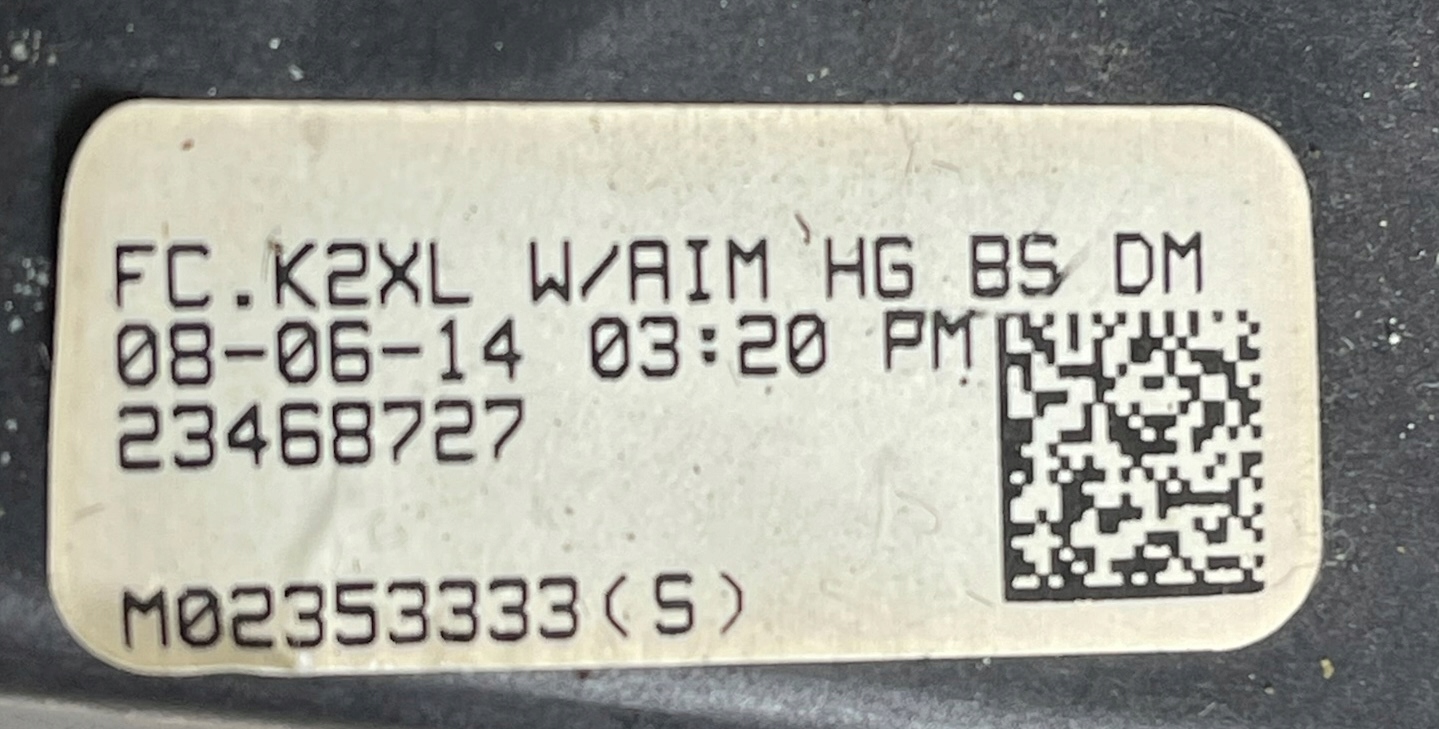 FC.K2XL W/AIM HG BS DM
08-06-14 03:20 PM
23468727
M02353333(S)